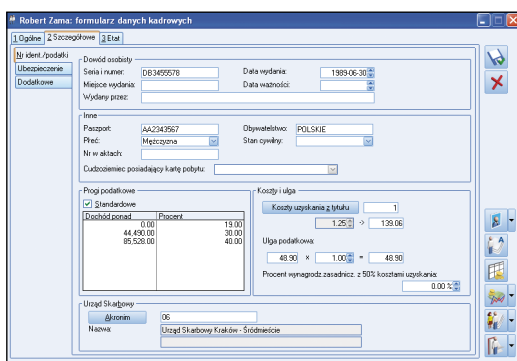 Robert Zama: formularz danych kadrowych
1 Ogólne 2 Szczegółowe 3 Etat
Nr ident./podatki
Ubezpieczenie
Dodatkowe
Dowód osobisty
Seria i numer: DB3455578 Data wydania: 1989-06-30
Miejsce wydania: Data ważności:
Wydany przez:
Inne
Paszport: AA2343567 Obywatelstwo: POLSKIE
Płeć: Mężczyzna Stan cywilny:
Nr w aktach:
Cudzoziemiec posiadający kartę pobytu:
Progi podatkowe
Standardowe
Dochód ponad Procent
0.00 19.00
44,490.00 30.00
85,528.00 40.00
Koszty i ulga
Koszty uzyskania z tytułu 1
1.25 -> 139.06
Ulga podatkowa:
48.90 x 1.00 = 48.90
Procent wynagrodz.zasadnicz. z 50% kosztami uzyskania:
0.00 %
Urząd Skarbowy
Akronim 06
Nazwa: Urząd Skarbowy Kraków - Śródmieście